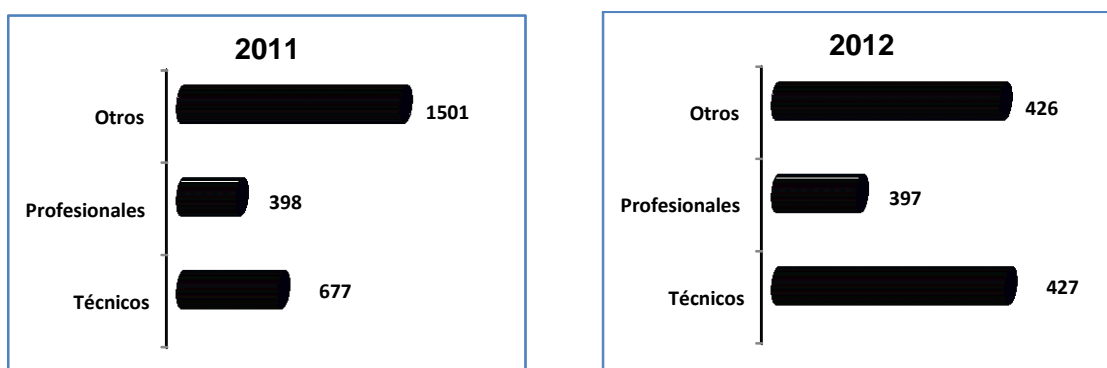 2011
Otros 1501
Profesionales 398
Técnicos 677
2012
Otros 426
Profesionales 397
Técnicos 427